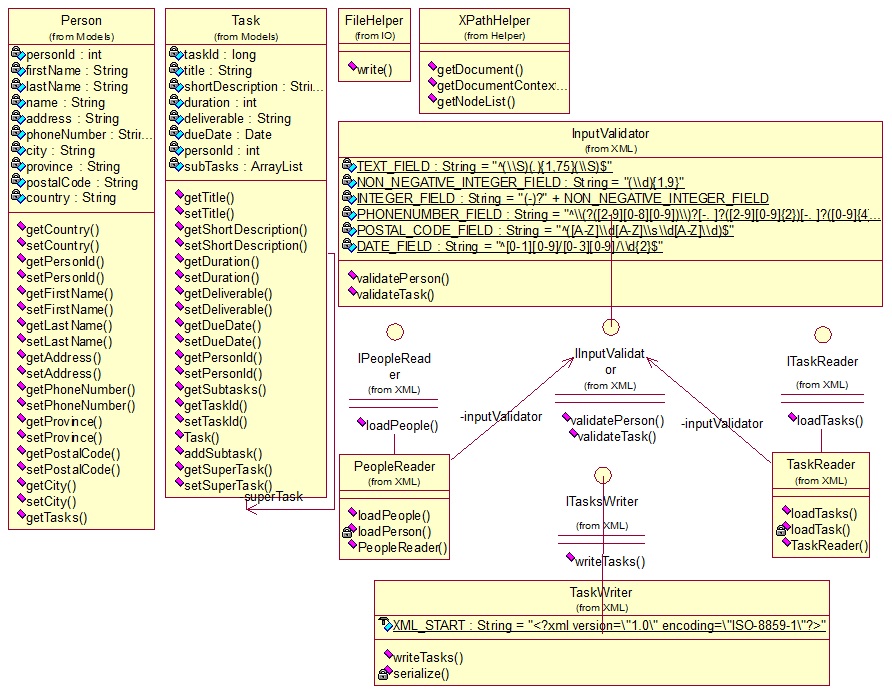 Person
(from Models)
personId : int
firstName : String
lastName : String
name : String
address : String
phoneNumber : Strin...
city : String
province : String
postalCode : String
country : String
getCountry()
setCountry()
getPersonId()
setPersonId()
getFirstName()
setFirstName()
getLastName()
setLastName()
getAddress()
setAddress()
getPhoneNumber()
setPhoneNumber()
getProvince()
setProvince()
getPostalCode()
setPostalCode()
getCity()
setCity()
getTasks()
Task
(from Models)
taskId : long
title : String
shortDescription : Strin...
duration : int
deliverable : String
dueDate : Date
personId : int
subTasks : ArrayList
getTitle()
setTitle()
getShortDescription()
setShortDescription()
getDuration()
setDuration()
getDeliverable()
setDeliverable()
getDueDate()
setDueDate()
getPersonId()
setPersonId()
getSubtasks()
getTaskId()
setTaskId()
Task()
addSubtask()
getSuperTask()
setSuperTask()
superTask
FileHelper
(from IO)
write()
XPathHelper
(from Helper)
getDocument()
getDocumentContex...
getNodeList()
InputValidator
(from XML)
TEXT_FIELD : String = "^(\\S)(.){1,75}(\\S)$"
NON_NEGATIVE_INTEGER_FIELD : String = "(\\d){1,9}"
INTEGER_FIELD : String = "(-)?" + NON_NEGATIVE_INTEGER_FIELD
PHONENUMBER_FIELD : String = "^\\(?([2-9][0-8][0-9])\\)?[-. ]?([2-9][0-9]{2})[-. ]?([0-9]{4'...
POSTAL_CODE_FIELD : String = "^([A-Z]\\d[A-Z]\\s\\d[A-Z]\\d)$"
DATE_FIELD : String = "^[0-1][0-9]/[0-3][0-9]/\\d{2}$"
validatePerson()
validateTask()
IPeopleRead
er
(from XML)
loadPeople()
IInputValidat
or
(from XML)
validatePerson()
validateTask()
ITaskReader
(from XML)
loadTasks()
-inputValidator
-inputValidator
PeopleReader
(from XML)
loadPeople()
loadPerson()
PeopleReader()
ITasksWriter
(from XML)
writeTasks()
TaskReader
(from XML)
loadTasks()
loadTask()
TaskReader()
TaskWriter
(from XML)
XML_START : String = "<?xml version=\"1.0\" encoding=\"ISO-8859-1\"?>"
writeTasks()
serialize()